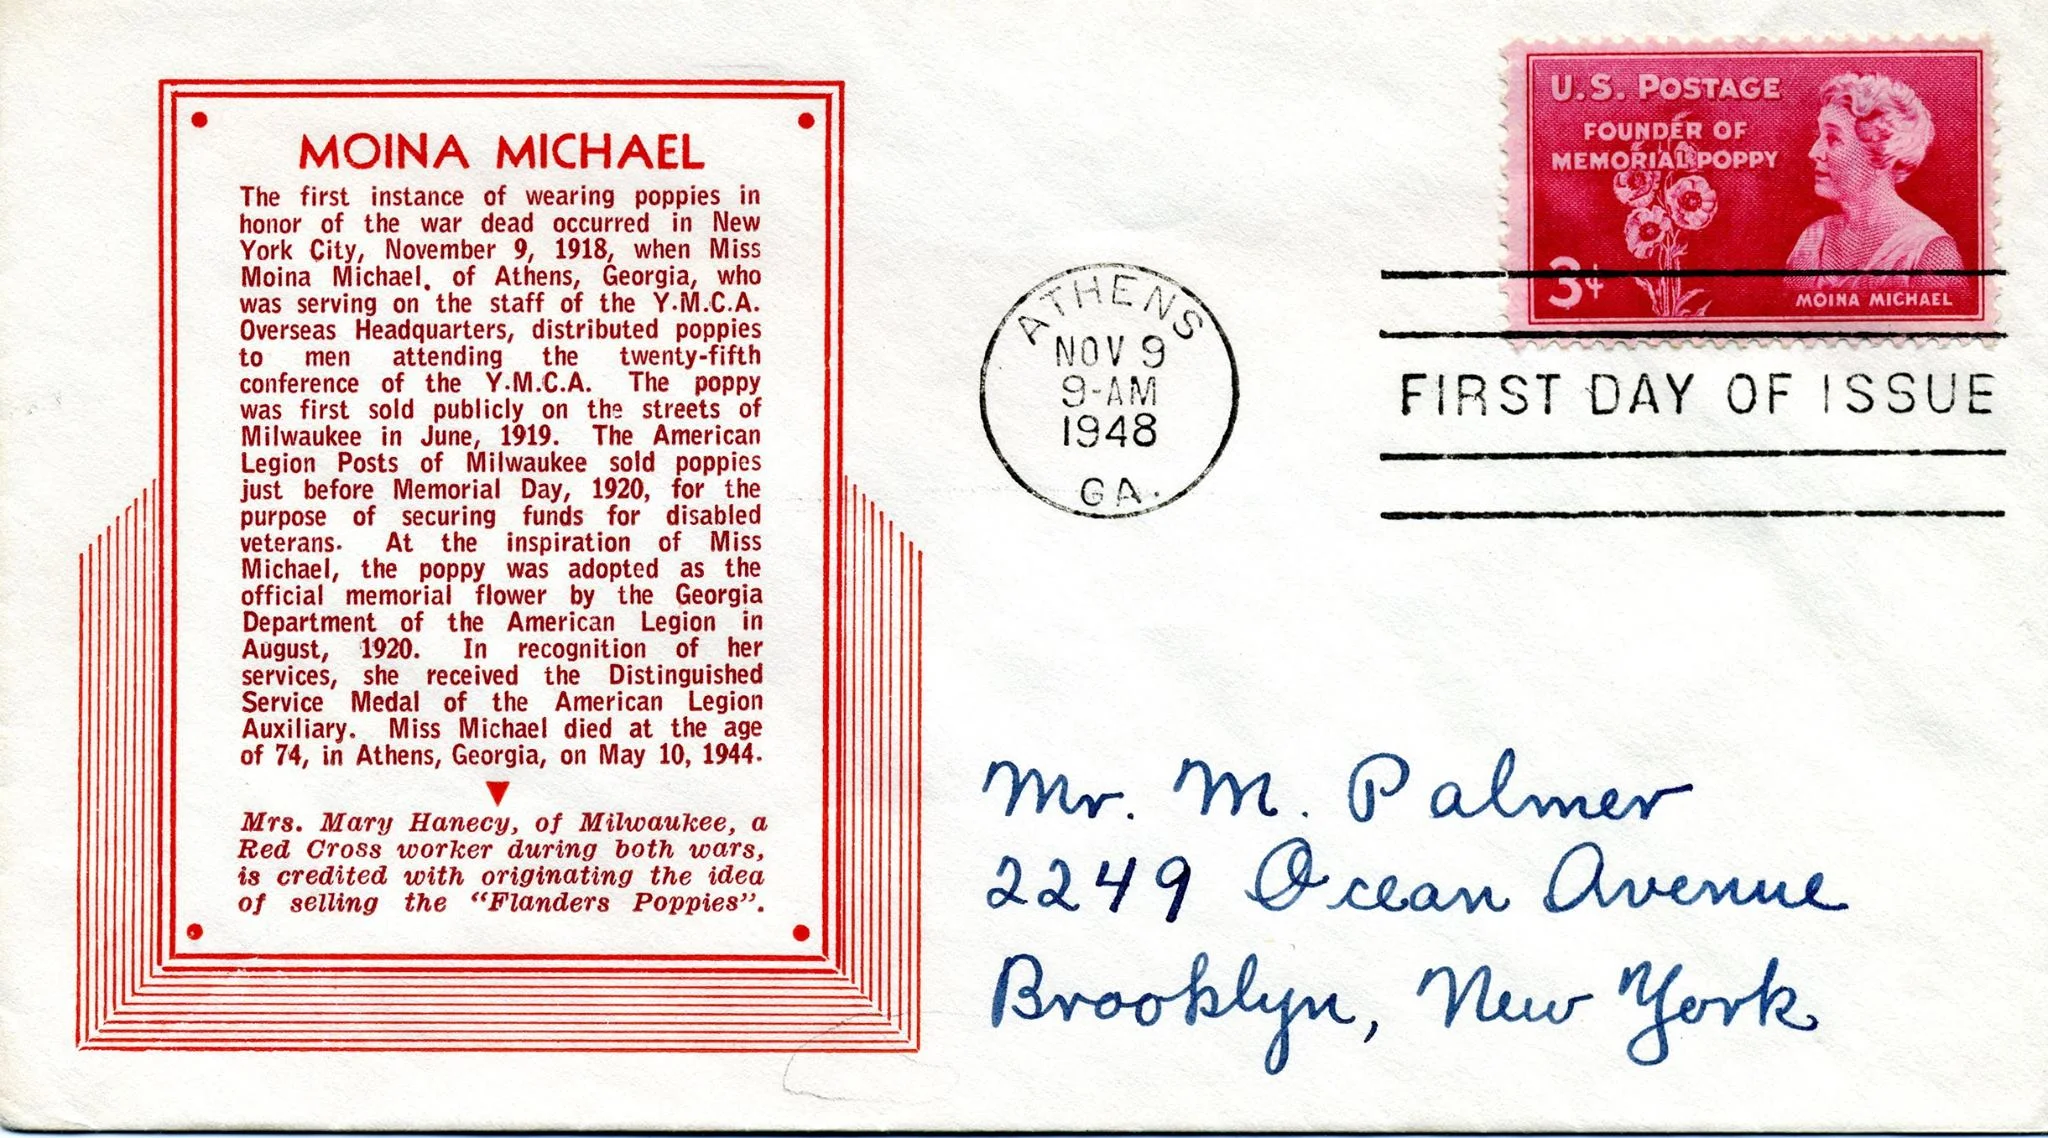 MOINA MICHAEL
The first instance of wearing poppies in
honor of the war dead occurred in New
York City, November 9, 1918, when Miss
Moina Michael. of Athens, Georgia, who
was serving on the staff of the Y.M.C.A.
Overseas Headquarters, distributed poppies
to men attending the twenty-fifth
conference of the Y.M.C.A. The poppy
was first sold publicly on the streets of
Milwaukee in June, 1919. The American
Legion Posts of Milwaukee sold poppies
just before Memorial Day, 1920, for the
purpose of securing funds for disabled
veterans. At the inspiration of Miss
Michael, the poppy was adopted as the
official memorial flower by the Georgia
Department of the American Legion in
August, 1920. In recognition of her
services, she received the Distinguished
Service Medal of the American Legion
Auxiliary. Miss Michael died at the age
of 74, in Athens, Georgia, on May 10, 1944.
Mrs. Mary Hanecy, of Milwaukee, a
Red Cross worker during both wars,
is credited with originating the idea
of selling the “Flanders Poppies”.
ATHENS
NOV 9
9-AM
1948
GA.
U.S. POSTAGE
FOUNDER OF
MEMORIAL POPPY
3¢
MOINA MICHAEL
FIRST DAY OF ISSUE
Mr. M. Palmer
2249 Ocean Avenue
Brooklyn, New York